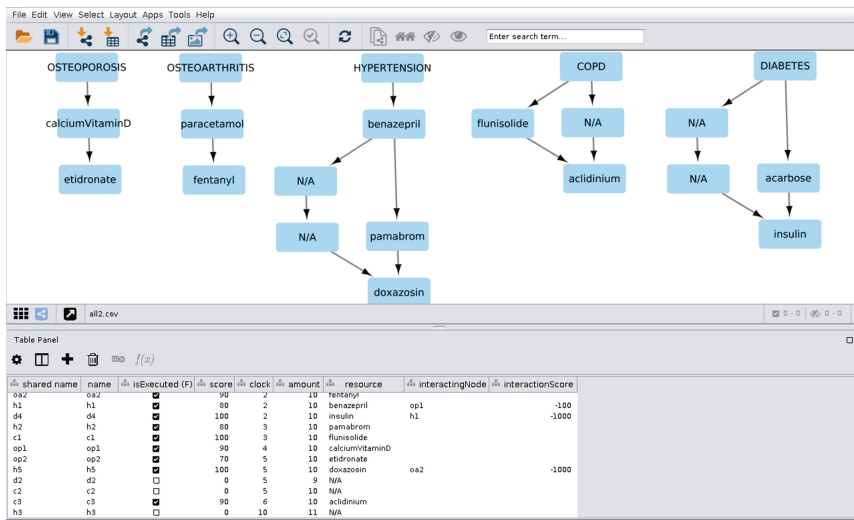 File Edit View Select Layout Apps Tools Help
Enter search term...
OSTEOPOROSIS OSTEOARTHRITIS HYPERTENSION COPD DIABETES
calciumVitaminD paracetamol benazepril flunisolide N/A N/A
etidronate fentanyl N/A aclidinium N/A acarbose
N/A pamabrom insulin
doxazosin
all2.csv 0 - 0 0 - 0
Table Panel
f(x)
shared name name isExecuted (F) score clock amount resource interactingNode interactionScore
oa2 oa2 90 2 10 fentanyl
h1 h1 80 2 10 benazepril op1 -100
d4 d4 100 2 10 insulin h1 -1000
h2 h2 80 3 10 pamabrom
c1 c1 100 3 10 flunisolide
op1 op1 90 4 10 calciumVitaminD
op2 op2 70 5 10 etidronate
h5 h5 100 5 10 doxazosin oa2 -1000
d2 d2 0 5 9 N/A
c2 c2 0 5 10 N/A
c3 c3 90 6 10 aclidinium
h3 h3 0 10 11 N/A